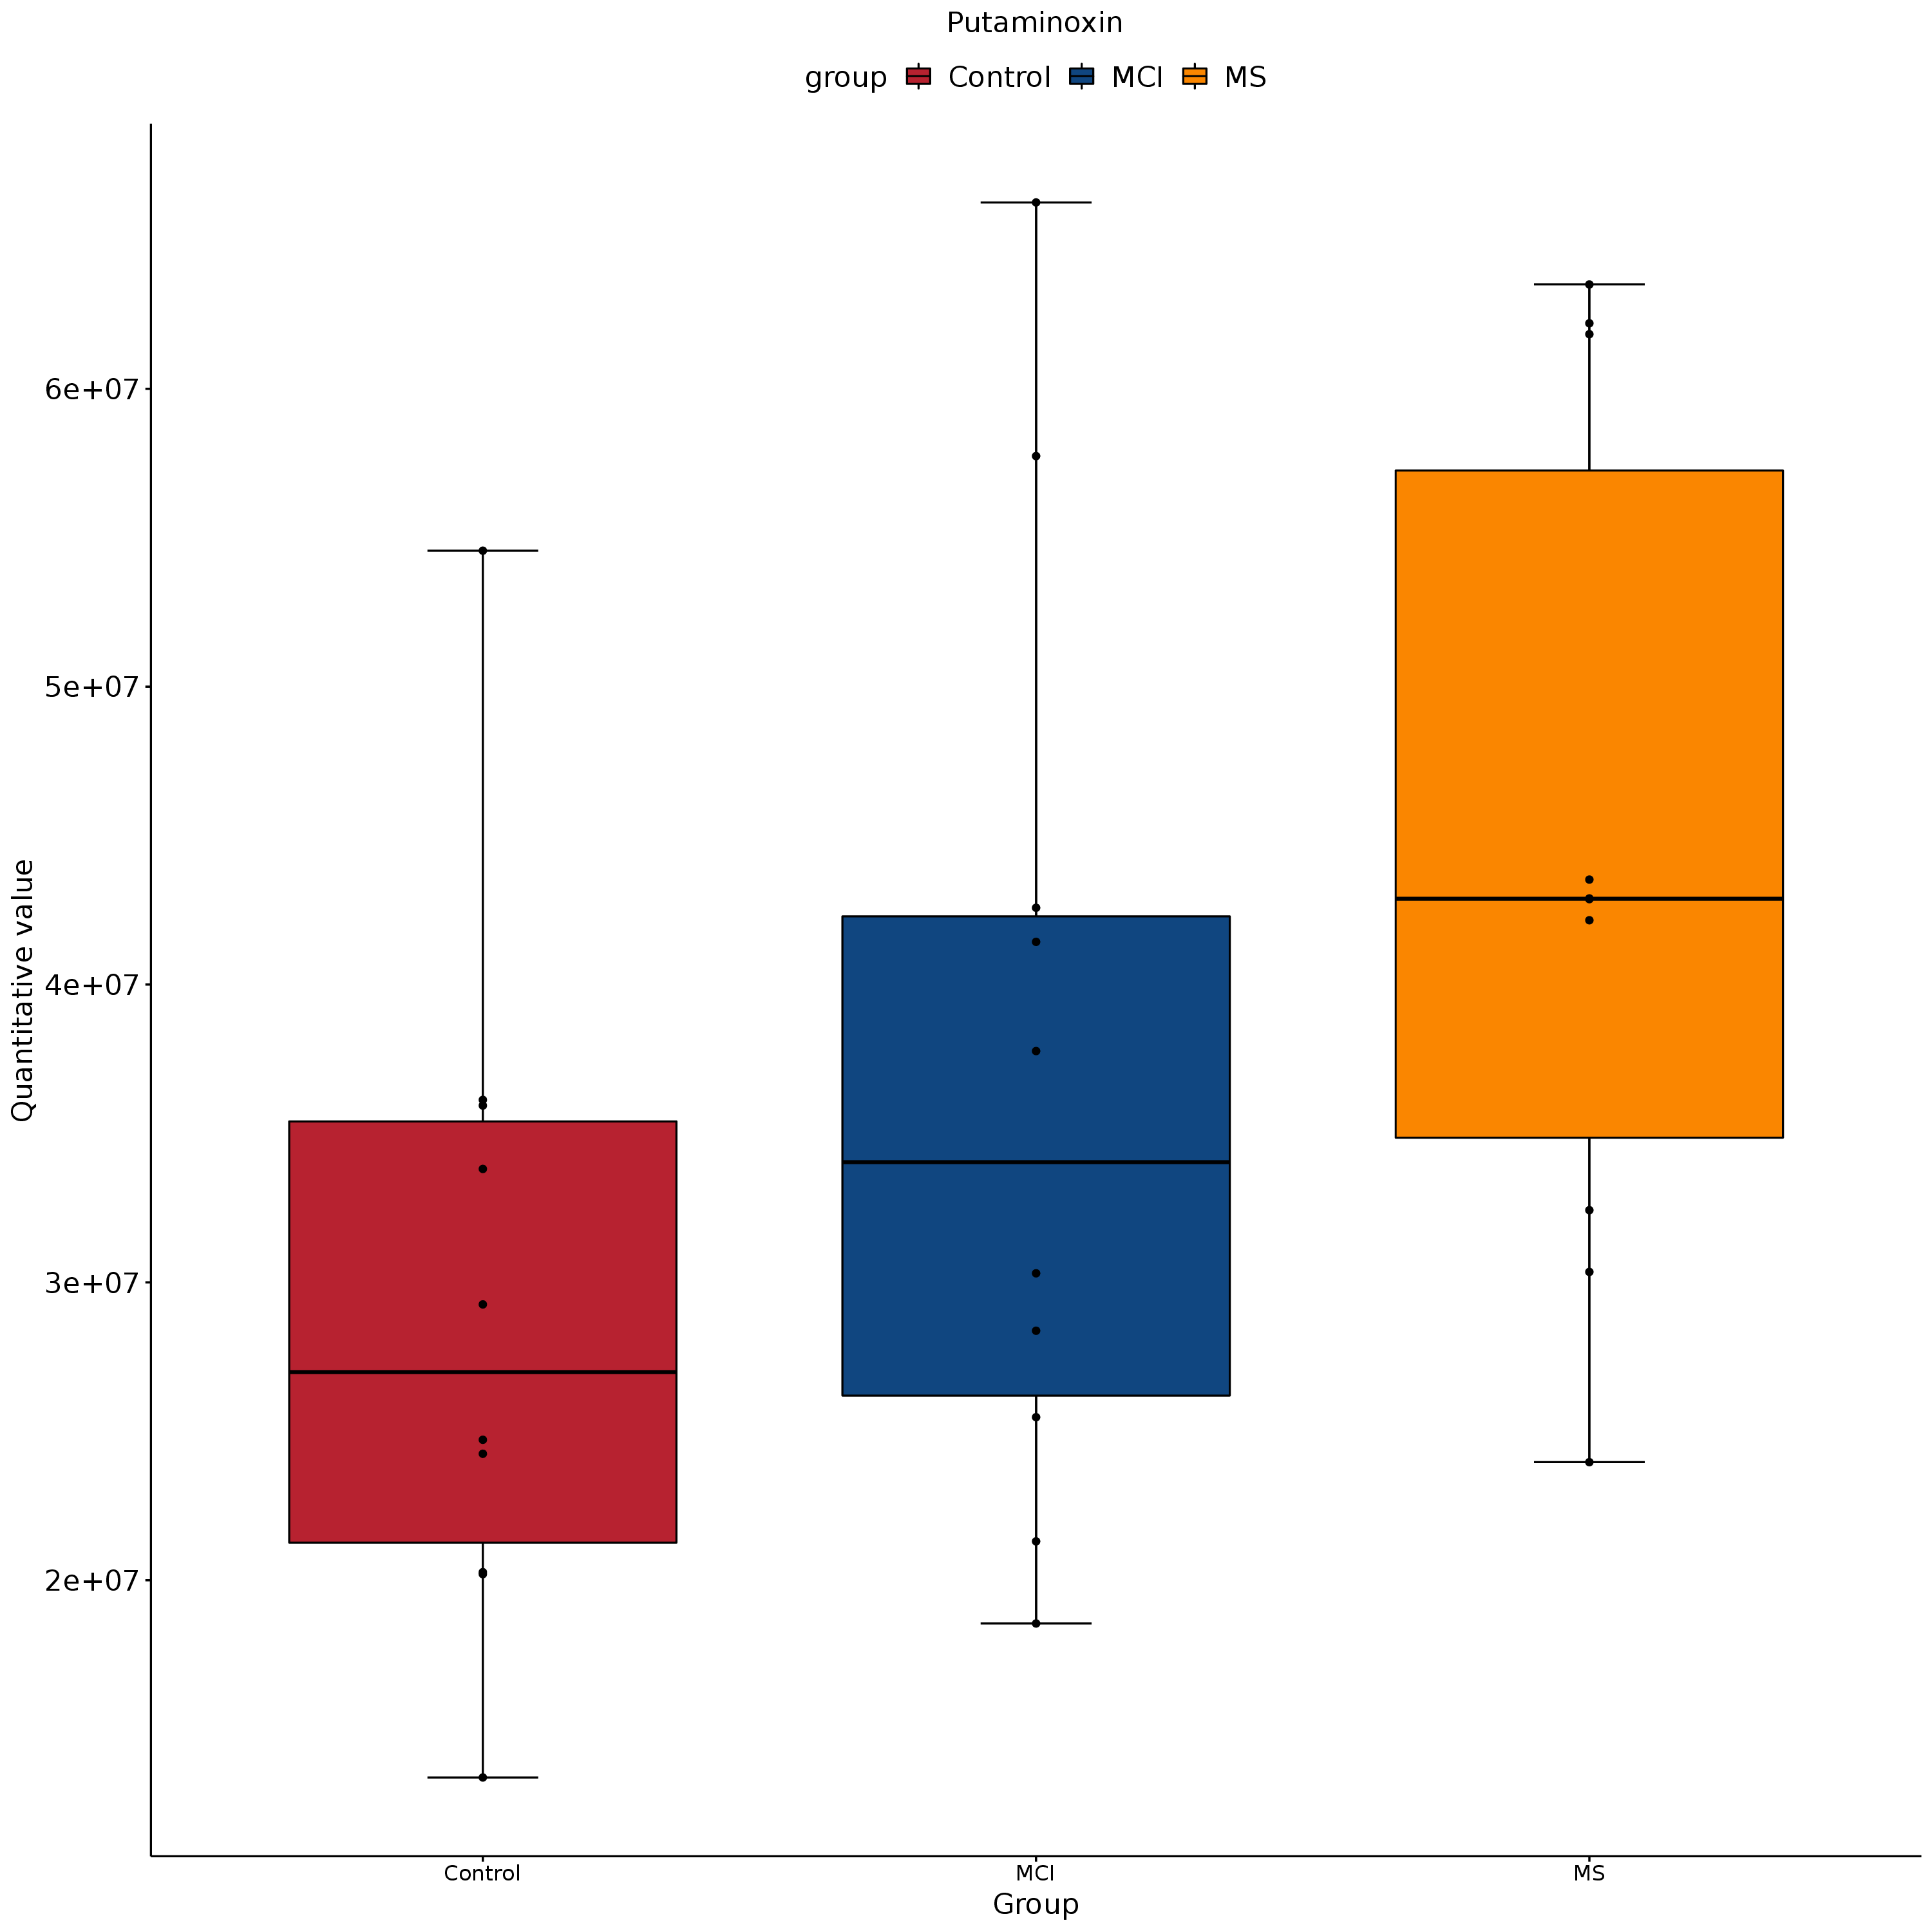 Putaminoxin
group Control MCI MS
Quantitative value
6e+07
5e+07
4e+07
3e+07
2e+07
Control MCI MS
Group